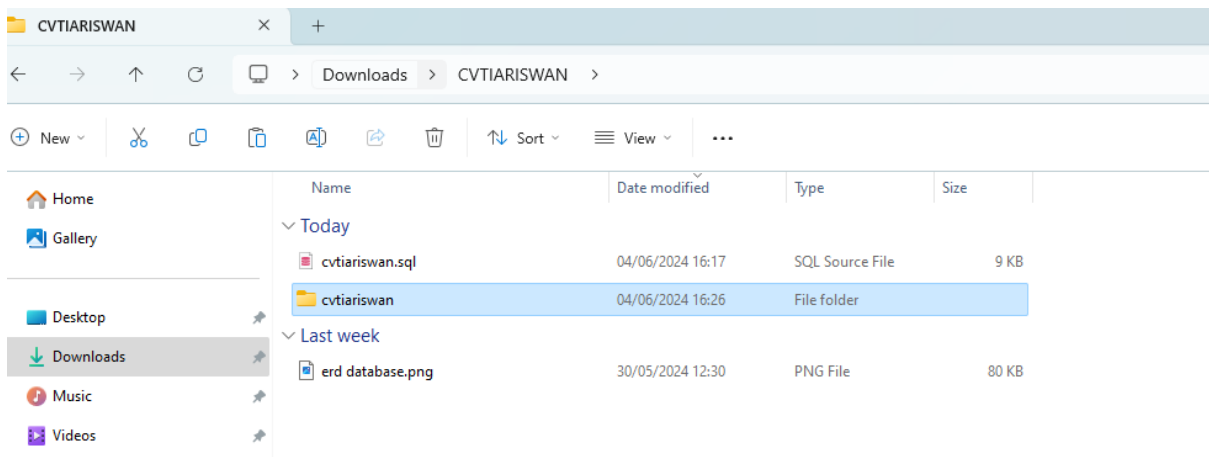 CVTIARISWAN
Downloads > CVTIARISWAN >
New Sort View ...
Name Date modified Type Size
Home
Gallery
Desktop
Downloads
Music
Videos
Today
cvtiariswan.sql 04/06/2024 16:17 SQL Source File 9 KB
cvtiariswan 04/06/2024 16:26 File folder
Last week
erd database.png 30/05/2024 12:30 PNG File 80 KB